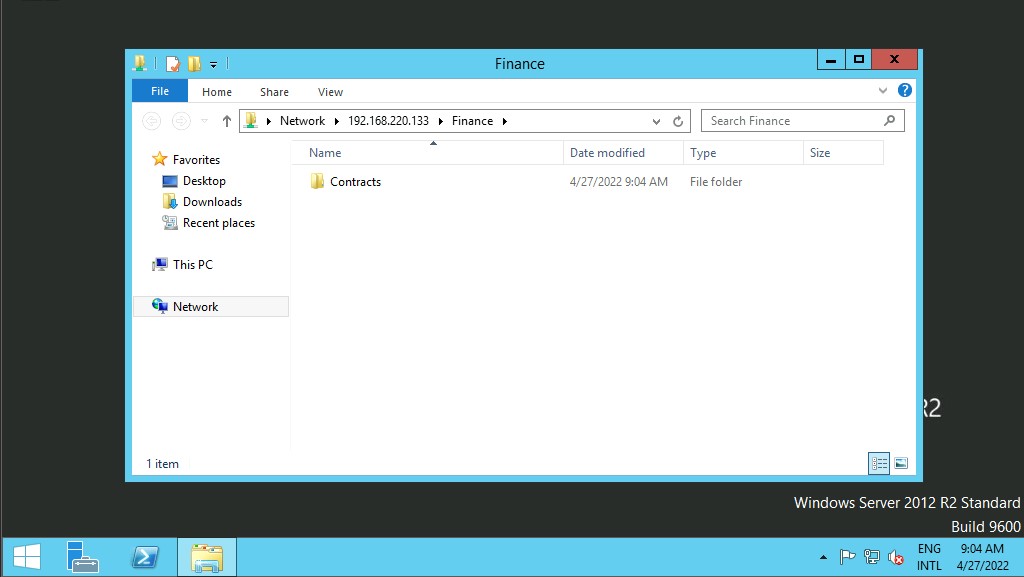 Finance
File Home Share View
Network 192.168.220.133 Finance Search Finance
Name Date modified Type Size
Favorites
Contracts 4/27/2022 9:04 AM File folder
Desktop
Downloads
Recent places
This PC
Network
R2
1 item
Windows Server 2012 R2 Standard
Build 9600
ENG 9:04 AM
INTL 4/27/2022